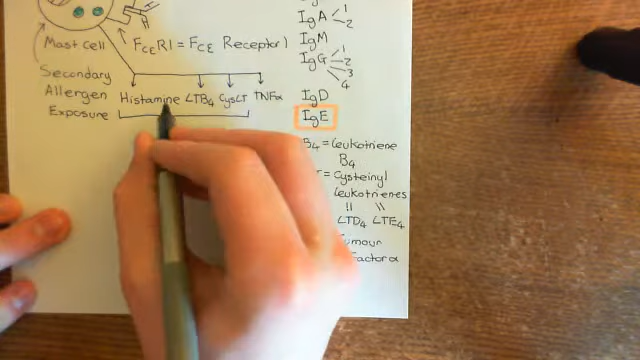 Mast Cell
FcεRI = Fcε Receptor I
Secondary
Allergen
Exposure
Histamine LTB4 CysLT TNFα
IgA 1
2
IgM
IgG 1
2
3
4
IgD
IgE
B4 = Leukotriene
B4
= Cysteinyl
Leukotrienes
LTD4 LTE4
Tumour
Factor α